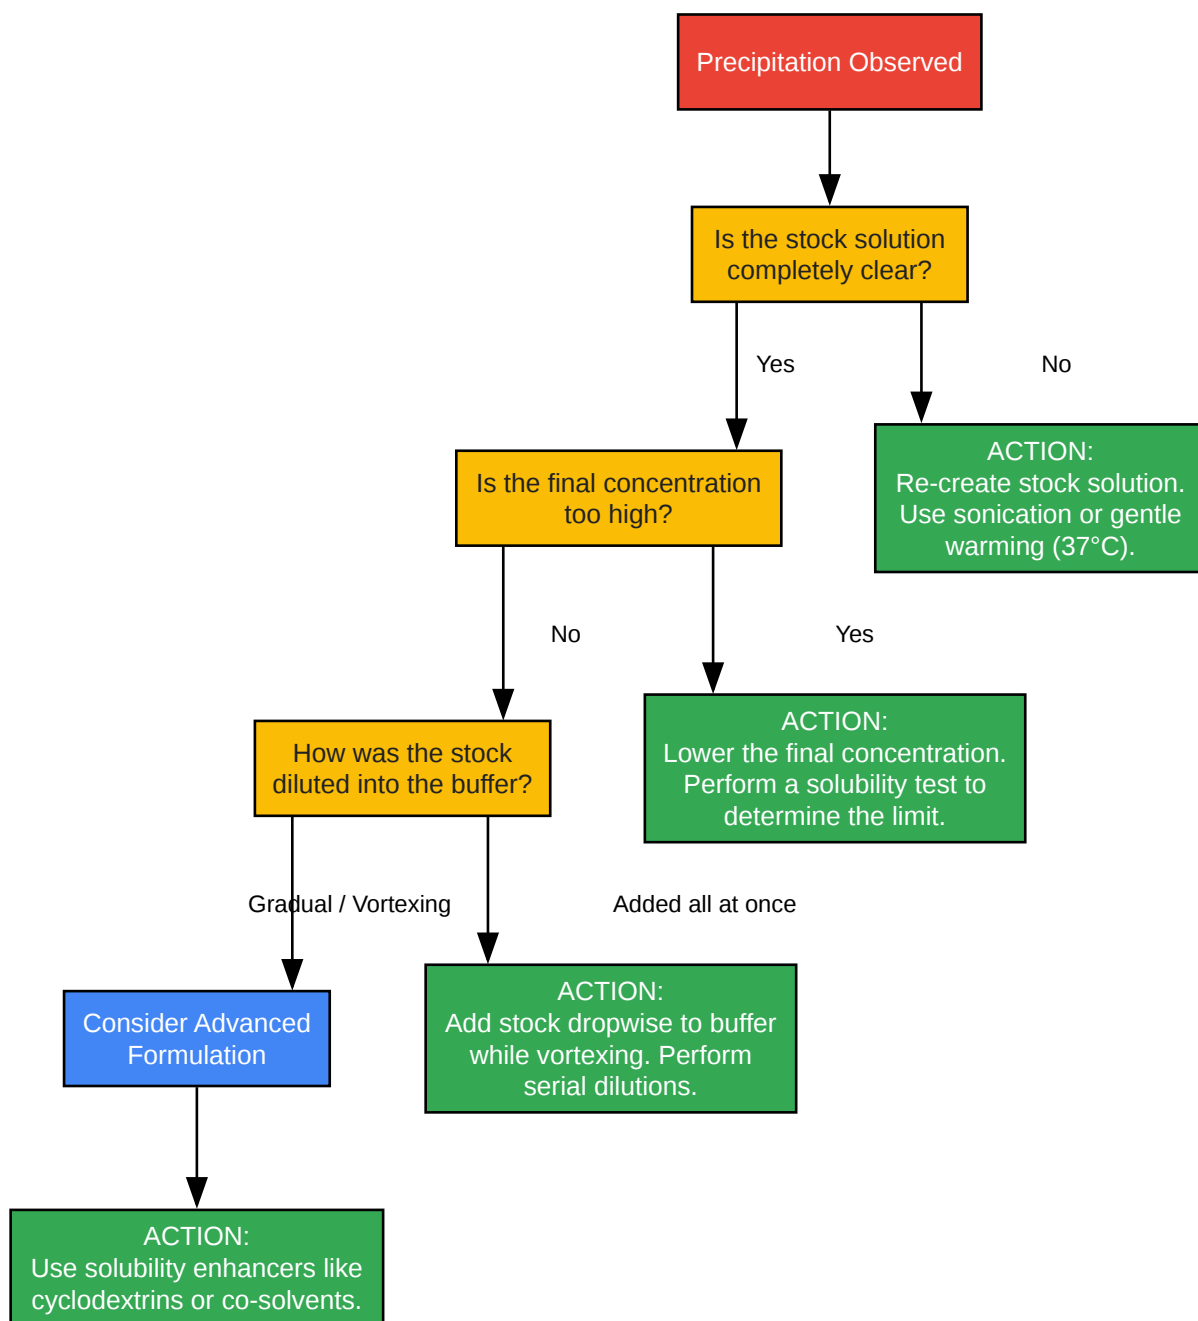 Precipitation Observed
Is the stock solution
completely clear?
Yes
No
ACTION:
Re-create stock solution.
Use sonication or gentle
warming (37°C).
Is the final concentration
too high?
No
Yes
ACTION:
Lower the final concentration.
Perform a solubility test to
determine the limit.
How was the stock
diluted into the buffer?
Gradual / Vortexing
Added all at once
ACTION:
Add stock dropwise to buffer
while vortexing. Perform
serial dilutions.
Consider Advanced
Formulation
ACTION:
Use solubility enhancers like
cyclodextrins or co-solvents.